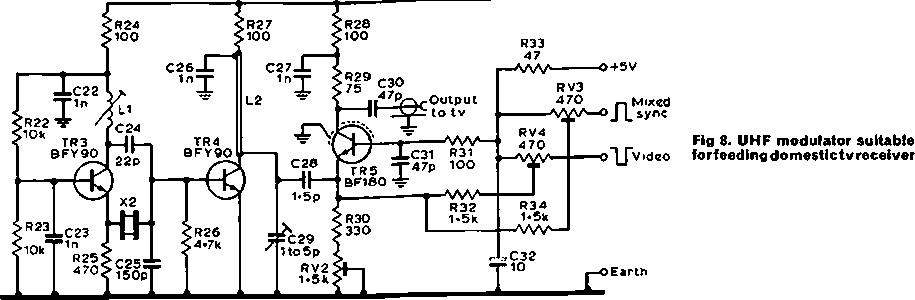 R24
100
R27
100
R28
100
R33
47
+5V
C22
1n
L1
C26
1n
L2
C27
1n
R29
75
C30
47p
Output
to tv
RV3
470
Mixed
sync
R22
10k
C24
22p
TR3
BFY90
TR4
BFY90
TR5
BF180
C31
47p
R31
100
RV4
470
Video
Fig 8. UHF modulator suitable
for feeding domestic tv receiver
C28
1·5p
X2
R32
1·5k
R34
1·5k
R23
10k
C23
1n
R25
470
C25
150p
R26
4·7k
C29
1 to 5p
R30
330
RV2
1·5k
C32
10
Earth